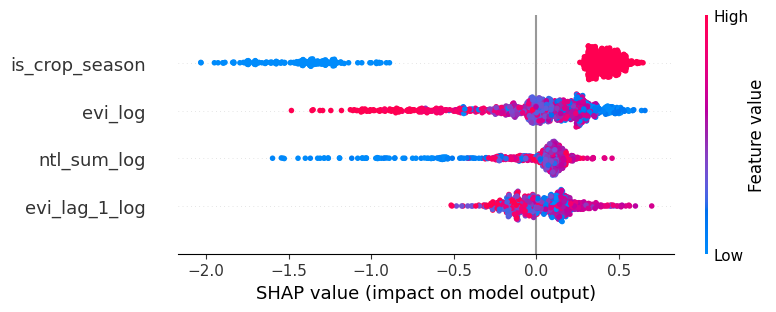 High
is_crop_season
evi_log
ntl_sum_log
evi_lag_1_log
Feature value
Low
−2.0 −1.5 −1.0 −0.5 0.0 0.5
SHAP value (impact on model output)